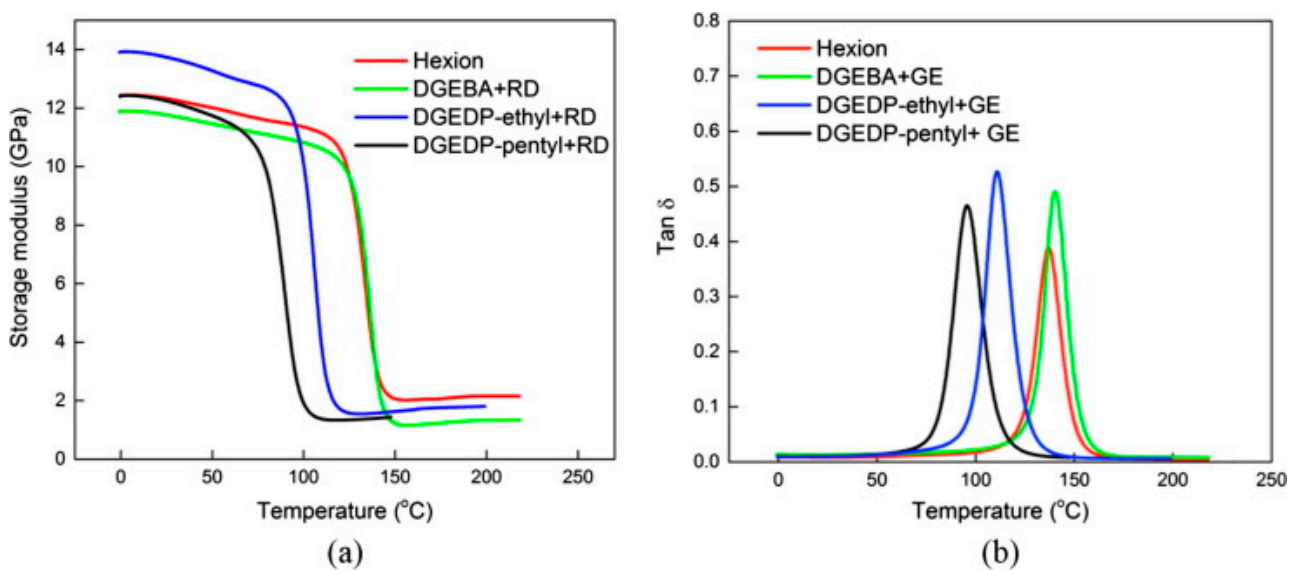 14
12
10
8
6
4
2
0
Storage modulus (GPa)
Hexion
DGEBA+RD
DGEDP-ethyl+RD
DGEDP-pentyl+RD
0 50 100 150 200 250
Temperature (°C)
(a)
0.8
0.7
0.6
0.5
0.4
0.3
0.2
0.1
0.0
Tan δ
Hexion
DGEBA+GE
DGEDP-ethyl+GE
DGEDP-pentyl+ GE
0 50 100 150 200 250
Temperature (°C)
(b)